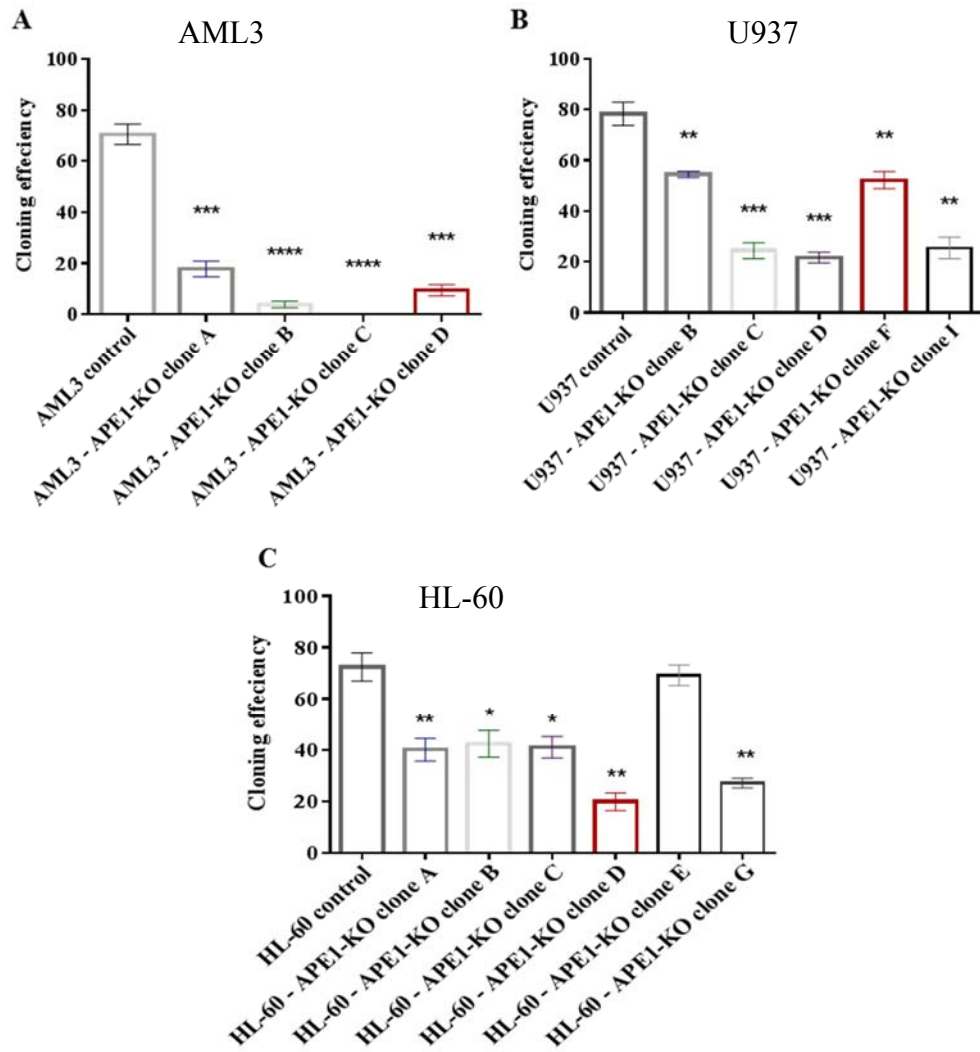 A
AML3
Cloning effeciency
100
80
60
40
20
0
***
****
****
***
AML3 control
AML3 - APE1-KO clone A
AML3 - APE1-KO clone B
AML3 - APE1-KO clone C
AML3 - APE1-KO clone D
B
U937
Cloning effeciency
100
80
60
40
20
0
**
***
***
**
**
U937 control
U937 - APE1-KO clone B
U937 - APE1-KO clone C
U937 - APE1-KO clone D
U937 - APE1-KO clone F
U937 - APE1-KO clone I
C
HL-60
Cloning effeciency
100
80
60
40
20
0
**
*
*
**
**
HL-60 control
HL-60 - APE1-KO clone A
HL-60 - APE1-KO clone B
HL-60 - APE1-KO clone C
HL-60 - APE1-KO clone D
HL-60 - APE1-KO clone E
HL-60 - APE1-KO clone G